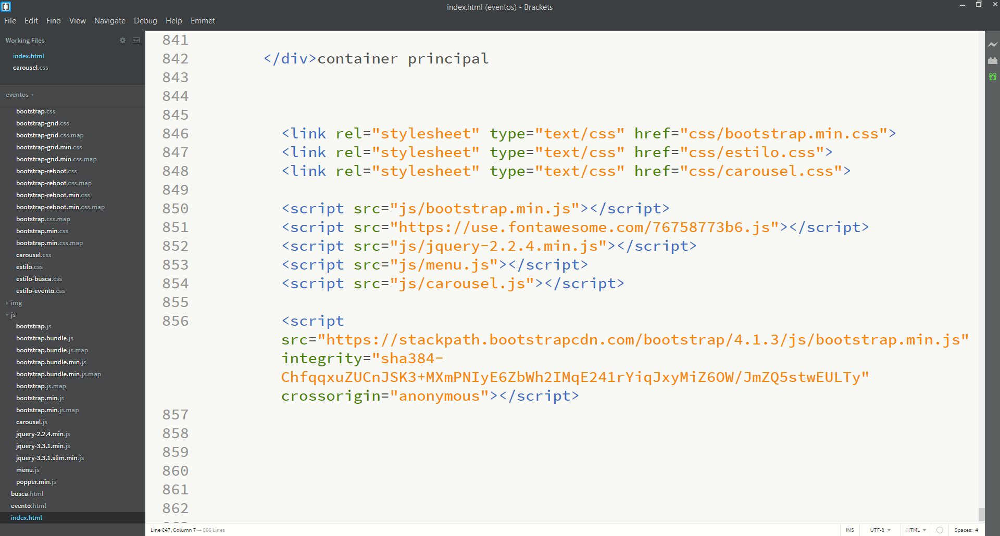 index.html (eventos) - Brackets
File Edit Find View Navigate Debug Help Emmet
Working Files
index.html
carousel.css
eventos
bootstrap.css
bootstrap-grid.css
bootstrap-grid.css.map
bootstrap-grid.min.css
bootstrap-grid.min.css.map
bootstrap-reboot.css
bootstrap-reboot.css.map
bootstrap-reboot.min.css
bootstrap-reboot.min.css.map
bootstrap.css.map
bootstrap.min.css
bootstrap.min.css.map
carousel.css
estilo.css
estilo-busca.css
estilo-evento.css
img
js
bootstrap.js
bootstrap.bundle.js
bootstrap.bundle.js.map
bootstrap.bundle.min.js
bootstrap.bundle.min.js.map
bootstrap.js.map
bootstrap.min.js
bootstrap.min.js.map
carousel.js
jquery-2.2.4.min.js
jquery-3.3.1.min.js
jquery-3.3.1.slim.min.js
menu.js
popper.min.js
busca.html
evento.html
index.html
841
842 </div>container principal
843
844
845
846 <link rel="stylesheet" type="text/css" href="css/bootstrap.min.css">
847 <link rel="stylesheet" type="text/css" href="css/estilo.css">
848 <link rel="stylesheet" type="text/css" href="css/carousel.css">
849
850 <script src="js/bootstrap.min.js"></script>
851 <script src="https://use.fontawesome.com/76758773b6.js"></script>
852 <script src="js/jquery-2.2.4.min.js"></script>
853 <script src="js/menu.js"></script>
854 <script src="js/carousel.js"></script>
855
856 <script
src="https://stackpath.bootstrapcdn.com/bootstrap/4.1.3/js/bootstrap.min.js"
integrity="sha384-
ChfqqxuZUCnJSK3+MXmPNIyE6ZbWh2IMqE241rYiqJxyMiZ6OW/JmZQ5stwEULTy"
crossorigin="anonymous"></script>
857
858
859
860
861
862
Line 847, Column 7 — 866 Lines
INS UTF-8 HTML Spaces: 4